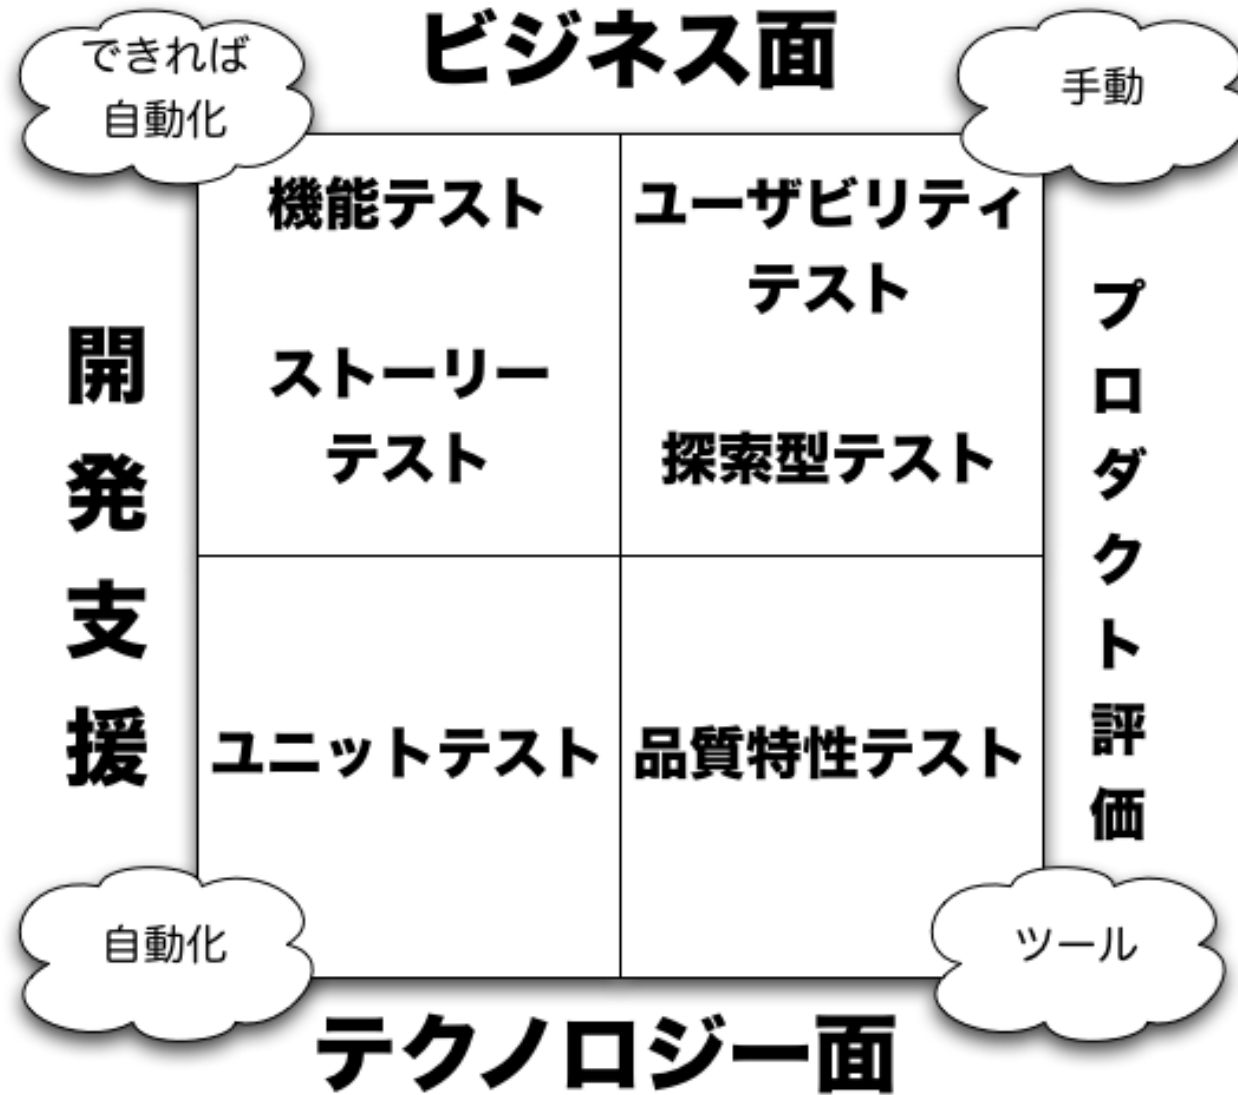 できれば
自動化
ビジネス面
手動
機能テスト
ストーリー
テスト
ユーザビリティ
テスト
探索型テスト
開発支援
プロダクト評価
ユニットテスト
品質特性テスト
自動化
ツール
テクノロジー面